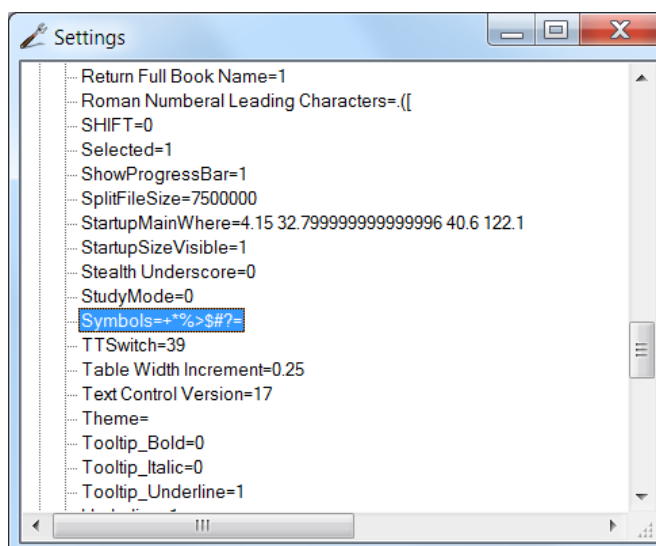 Settings
Return Full Book Name=1
Roman Numberal Leading Characters=.([
SHIFT=0
Selected=1
ShowProgressBar=1
SplitFileSize=7500000
StartupMainWhere=4.15 32.799999999999996 40.6 122.1
StartupSizeVisible=1
Stealth Underscore=0
StudyMode=0
Symbols=+*%>$#?=
TTSwitch=39
Table Width Increment=0.25
Text Control Version=17
Theme=
Tooltip_Bold=0
Tooltip_Italic=0
Tooltip_Underline=1